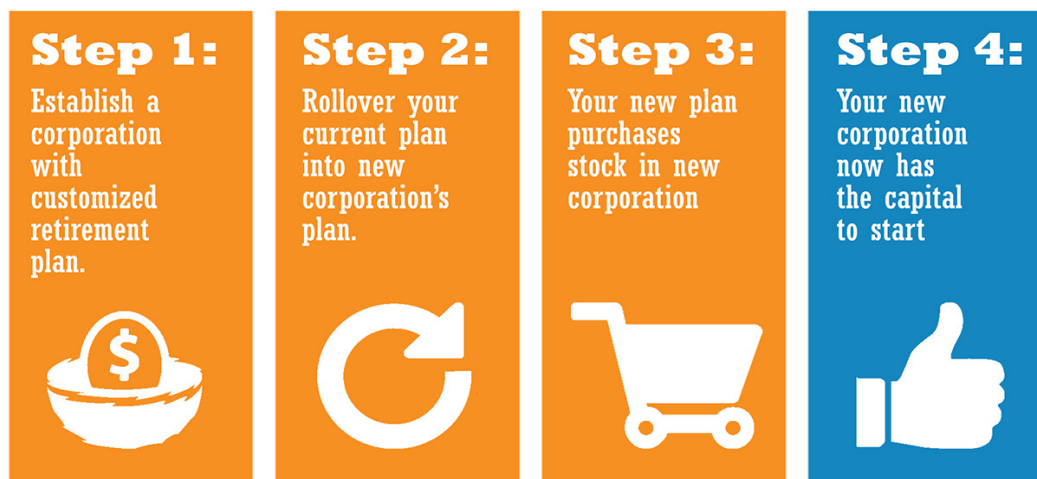 Step 1:
Establish a
corporation
with
customized
retirement
plan.
$
Step 2:
Rollover your
current plan
into new
corporation's
plan.
Step 3:
Your new plan
purchases
stock in new
corporation
Step 4:
Your new
corporation
now has
the capital
to start